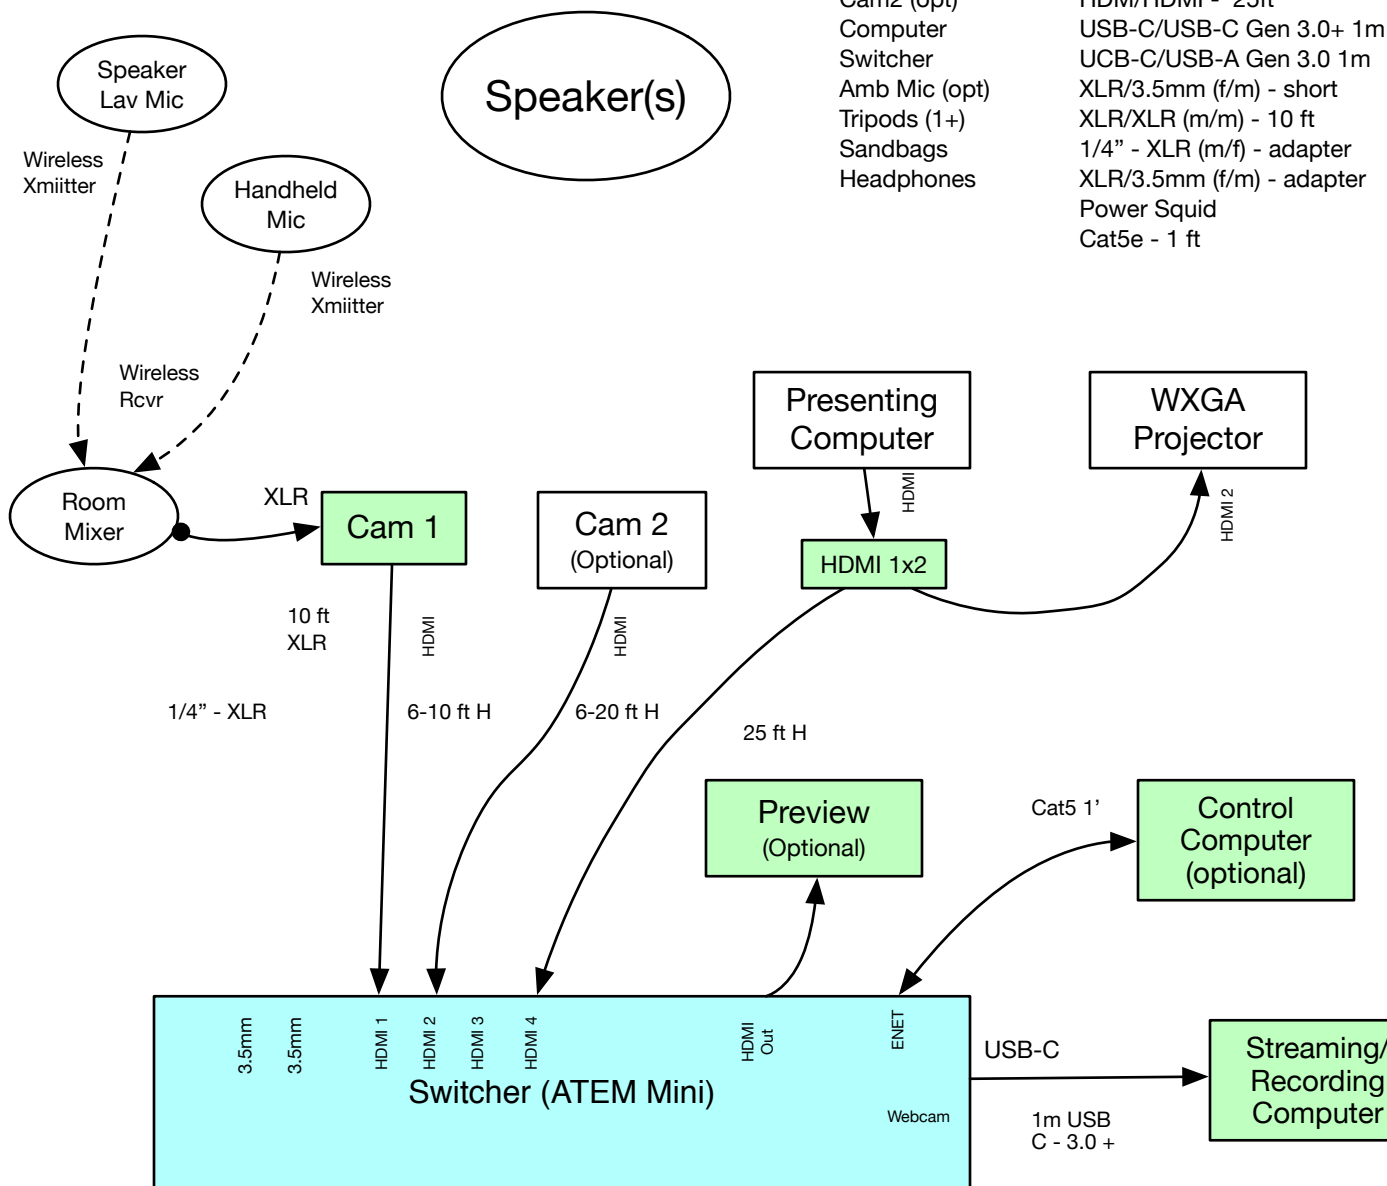 Cam2 (opt)
HDM/HDMI - 25ft
Computer
USB-C/USB-C Gen 3.0+ 1m
Switcher
UCB-C/USB-A Gen 3.0 1m
Amb Mic (opt)
XLR/3.5mm (f/m) - short
Tripods (1+)
XLR/XLR (m/m) - 10 ft
Sandbags
1/4” - XLR (m/f) - adapter
Headphones
XLR/3.5mm (f/m) - adapter
Power Squid
Cat5e - 1 ft
Speaker
Lav Mic
Speaker(s)
Wireless
Xmiitter
Handheld
Mic
Wireless
Xmiitter
Wireless
Rcvr
Presenting
Computer
WXGA
Projector
Room
Mixer
XLR
Cam 1
Cam 2
(Optional)
HDMI
HDMI 2
HDMI 1x2
10 ft
XLR
HDMI
HDMI
1/4” - XLR
6-10 ft H
6-20 ft H
25 ft H
Preview
(Optional)
Cat5 1’
Control
Computer
(optional)
3.5mm
3.5mm
HDMI 1
HDMI 2
HDMI 3
HDMI 4
HDMI
Out
ENET
USB-C
Streaming/
Recording
Computer
Switcher (ATEM Mini)
Webcam
1m USB
C - 3.0 +